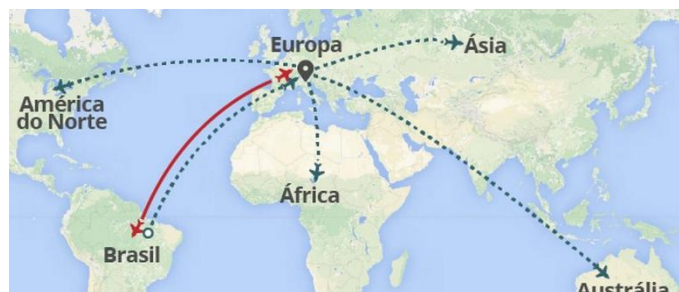 Europa
Ásia
América
do Norte
África
Brasil
Austrália